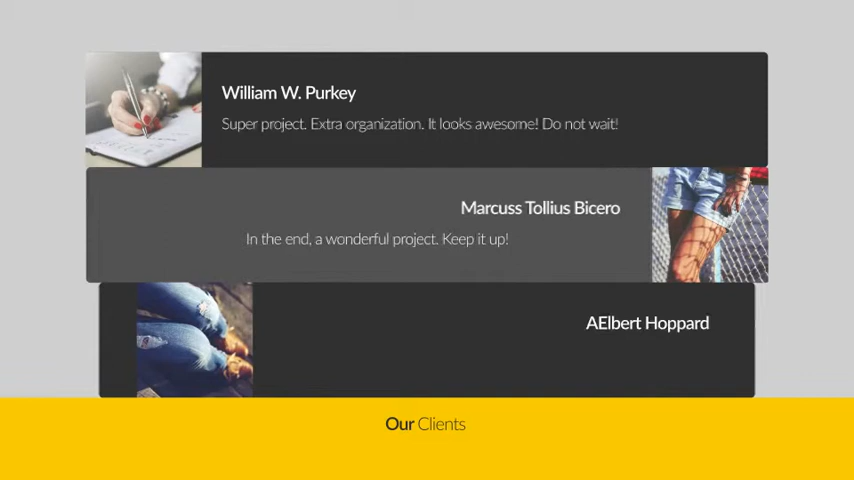 William W. Purkey
Super project. Extra organization. It looks awesome! Do not wait!
Marcuss Tollius Bicero
In the end, a wonderful project. Keep it up!
AElbert Hoppard
Our Clients